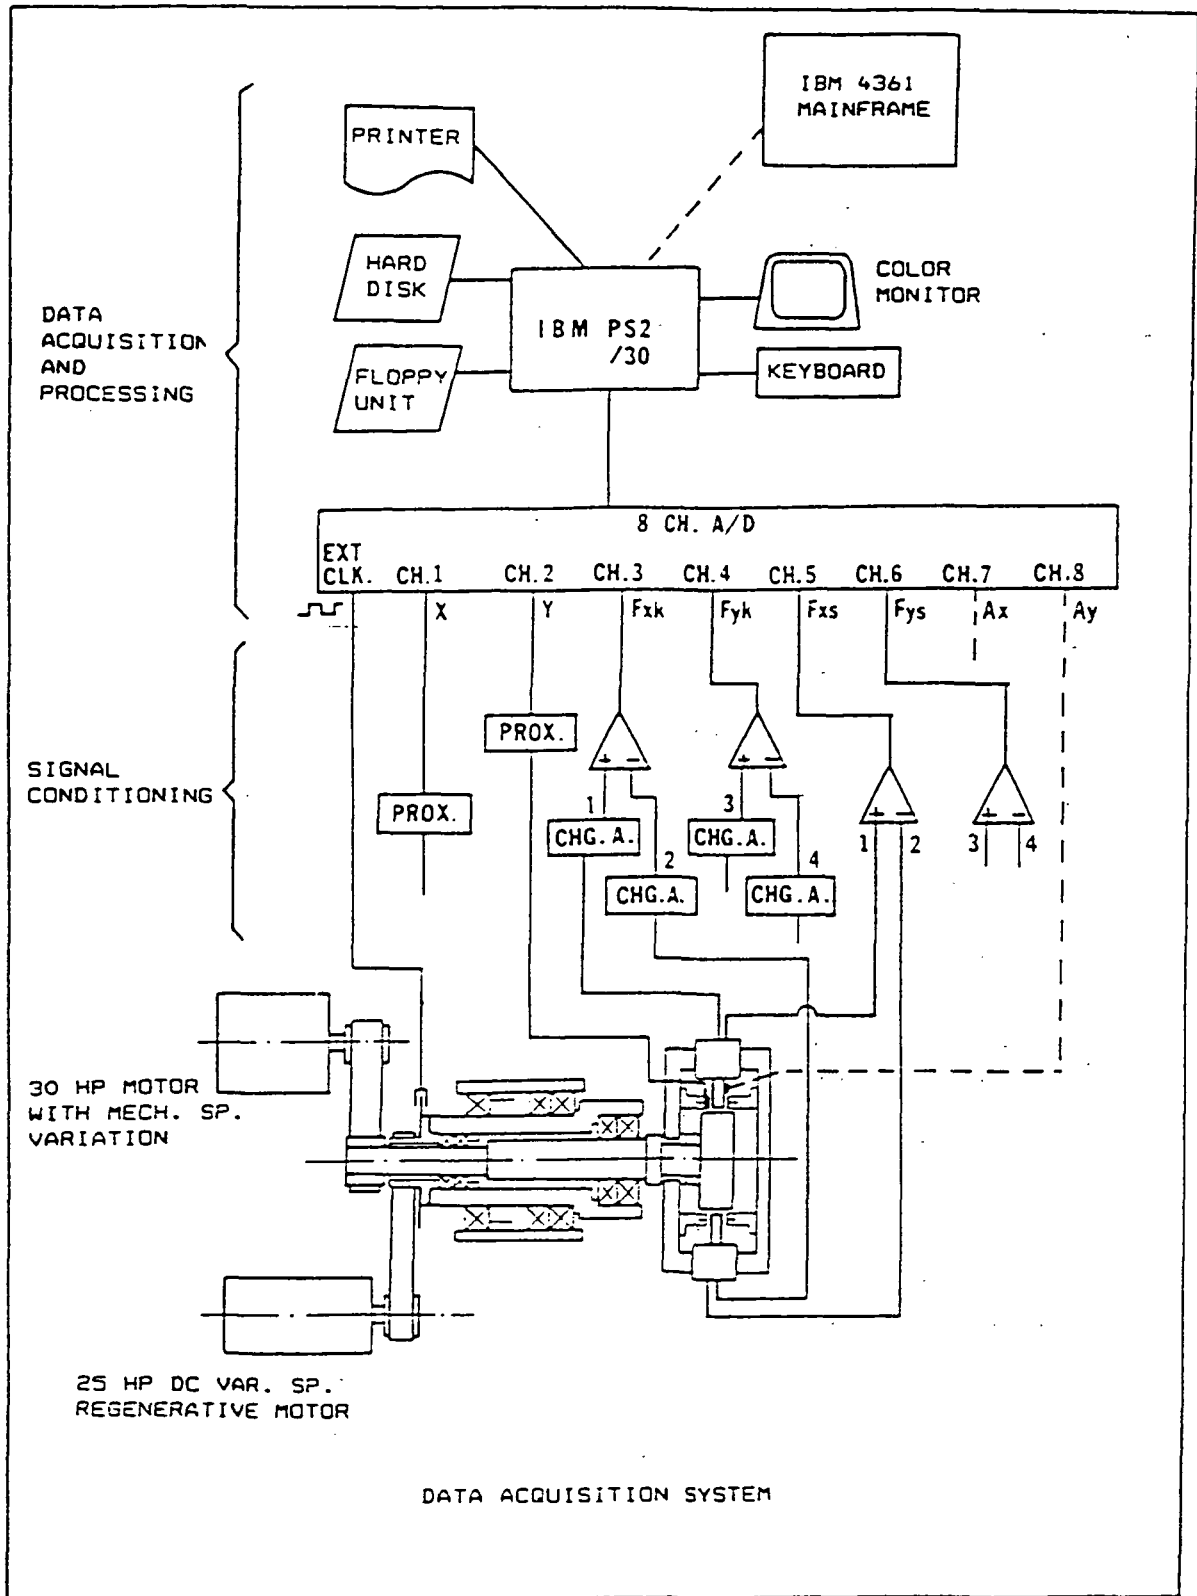 IBM 4361
MAINFRAME
PRINTER
HARD
DISK
COLOR
MONITOR
DATA
ACQUISITION
AND
PROCESSING
IBM PS2
/30
FLOPPY
UNIT
KEYBOARD
8 CH. A/D
EXT
CLK. CH.1 CH.2 CH.3 CH.4 CH.5 CH.6 CH.7 CH.8
X Y Fxk Fyk Fxs Fys Ax Ay
SIGNAL
CONDITIONING
PROX.
PROX.
+ -
+ -
+ -
+ -
1
3
1 2
3 4
CHG. A.
CHG. A.
2
4
CHG.A.
CHG. A.
30 HP MOTOR
WITH MECH. SP.
VARIATION
25 HP DC VAR. SP.
REGENERATIVE MOTOR
DATA ACQUISITION SYSTEM